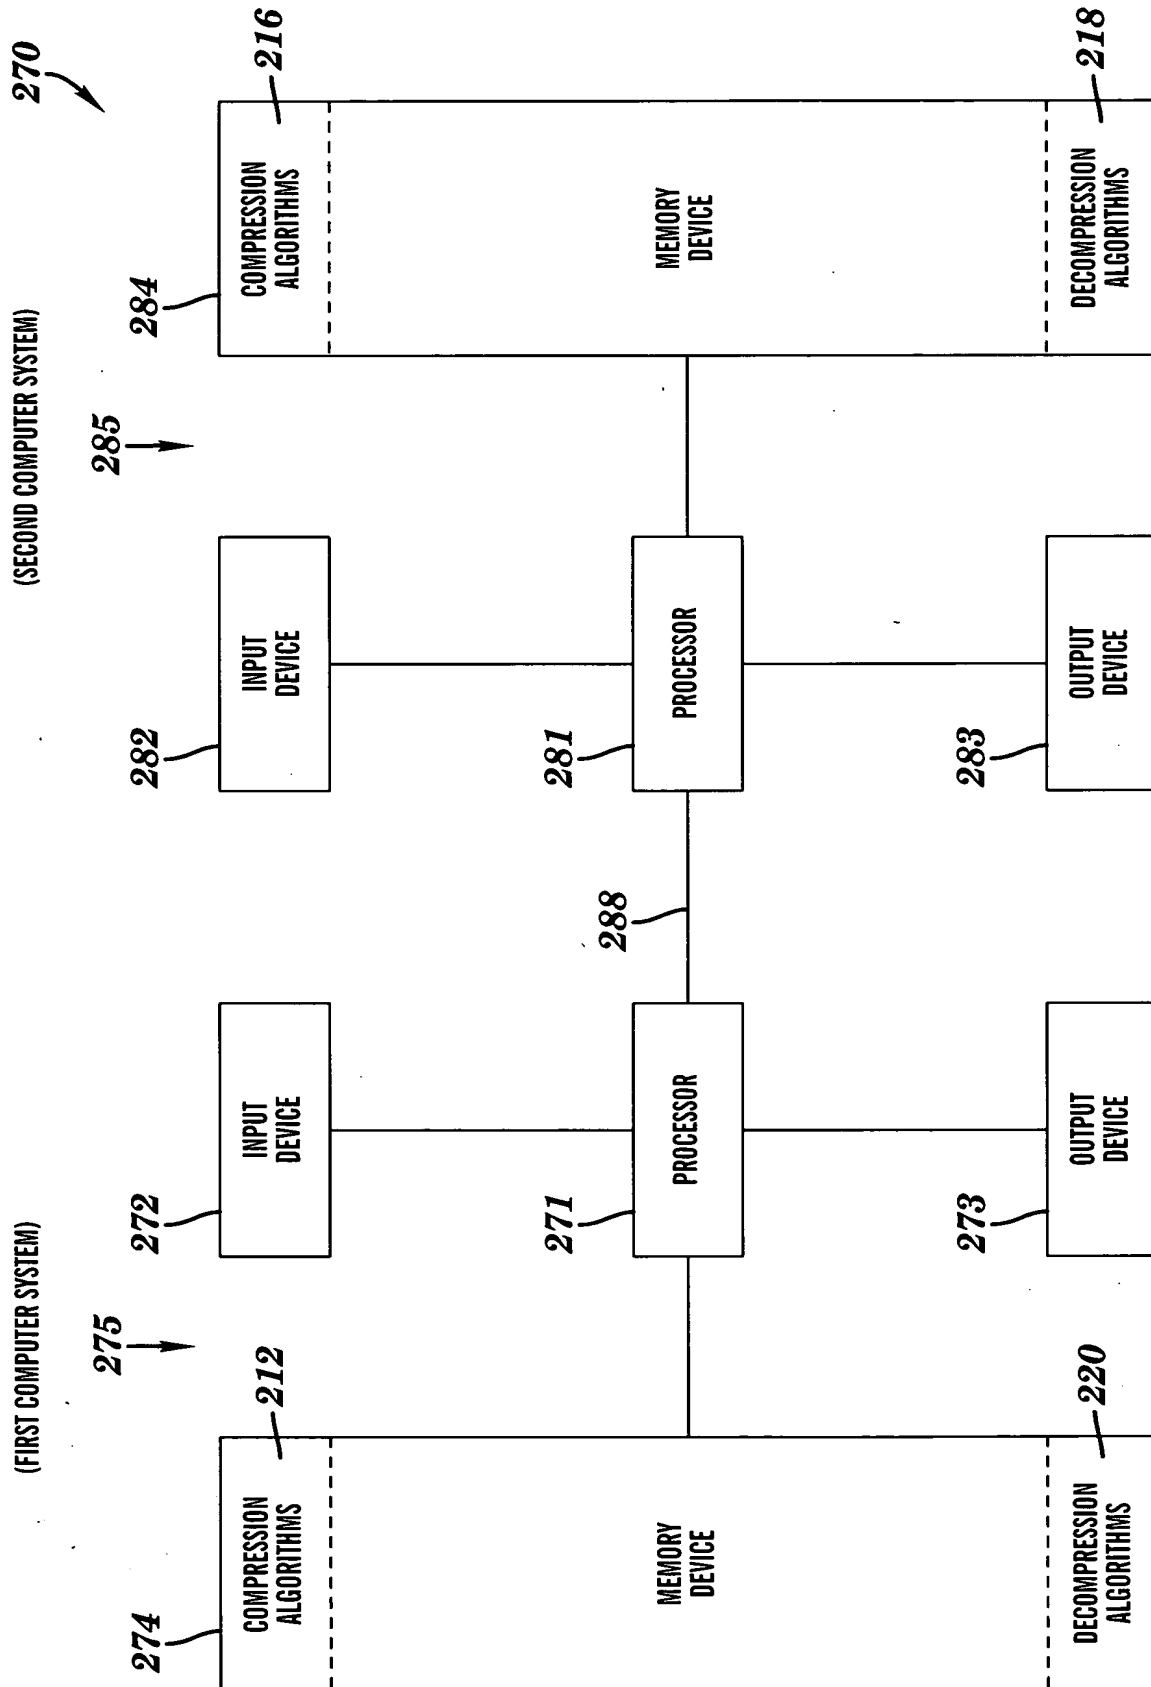 270
(FIRST COMPUTER SYSTEM)
(SECOND COMPUTER SYSTEM)
275
285
274
272
282
284
COMPRESSION
ALGORITHMS
212
INPUT
DEVICE
INPUT
DEVICE
COMPRESSION
ALGORITHMS
216
271
288
281
MEMORY
DEVICE
PROCESSOR
PROCESSOR
MEMORY
DEVICE
273
283
DECOMPRESSION
ALGORITHMS
220
OUTPUT
DEVICE
OUTPUT
DEVICE
DECOMPRESSION
ALGORITHMS
218